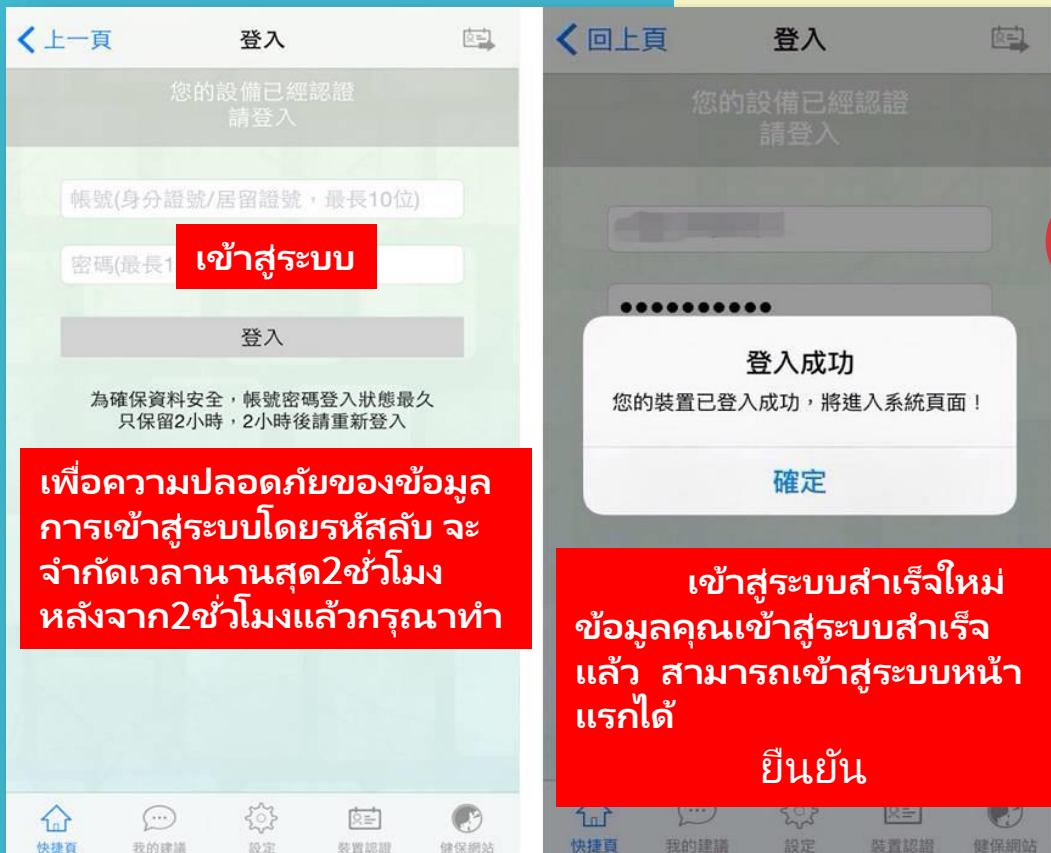 上一頁
登入
您的設備已經認證
請登入
帳號(身分證號/居留證號，最長10位)
密碼(最長1
เข้าสู่ระบบ
登入
為確保資料安全，帳號密碼登入狀態最久
只保留2小時，2小時後請重新登入
เพื่อความปลอดภัยของข้อมูล
การเข้าสู่ระบบโดยรหัสลับ จะ
จำกัดเวลานานสุด2ชั่วโมง
หลังจาก2ชั่วโมงแล้วกรุณาทำ
快捷頁
我的建議
設定
裝置認證
健保網站
回上頁
登入
您的設備已經認證
請登入
登入成功
您的裝置已登入成功，將進入系統頁面！
確定
เข้าสู่ระบบสำเร็จใหม่
ข้อมูลคุณเข้าสู่ระบบสำเร็จ
แล้ว สามารถเข้าสู่ระบบหน้า
แรกได้
ยืนยัน
快捷頁
我的建議
設定
裝置認證
健保網站